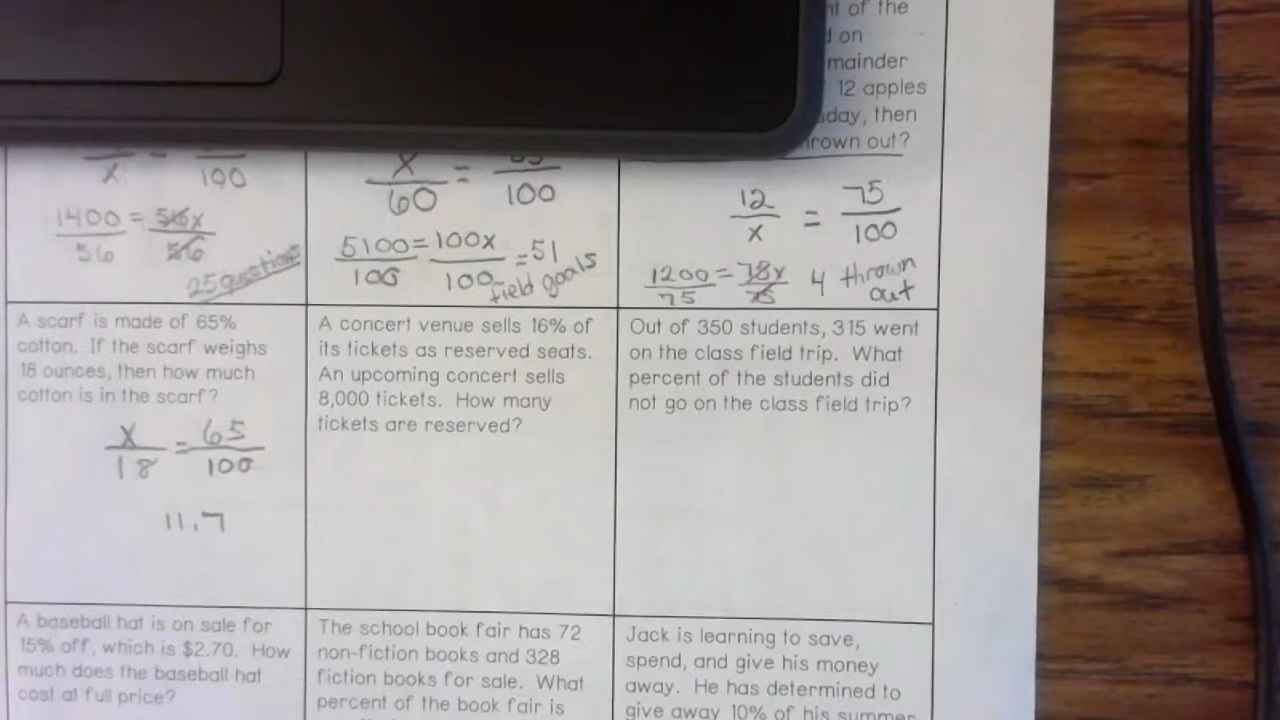 of the
on
mainder
12 apples
sday, then
hrown out?
x
100
1400 = 56x
56 56
25 questions
x =
60 100
5100 = 100x = 51
100 100 field goals
12 = 75
x 100
1200 = 75x 4 thrown
75 75 out
A scarf is made of 65%
cotton. If the scarf weighs
18 ounces, then how much
cotton is in the scarf?
x = 65
18 100
11.7
A concert venue sells 16% of
its tickets as reserved seats.
An upcoming concert sells
8,000 tickets. How many
tickets are reserved?
Out of 350 students, 315 went
on the class field trip. What
percent of the students did
not go on the class field trip?
A baseball hat is on sale for
15% off, which is $2.70. How
much does the baseball hat
cost at full price?
The school book fair has 72
non-fiction books and 328
fiction books for sale. What
percent of the book fair is
Jack is learning to save,
spend, and give his money
away. He has determined to
give away 10% of his summer